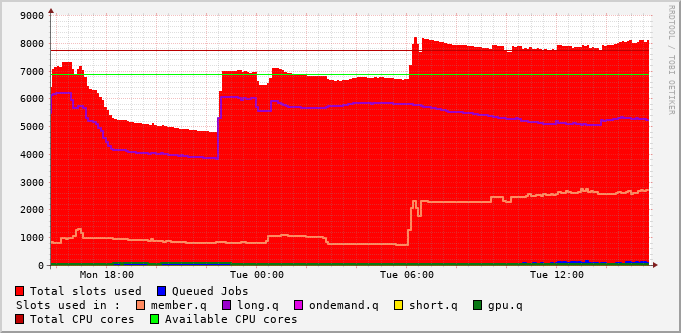 RRDTOOL / TOBI OETIKER
9000
8000
7000
6000
5000
4000
3000
2000
1000
0
Mon 18:00 Tue 00:00 Tue 06:00 Tue 12:00
Total slots used Queued Jobs
Slots used in : member.q long.q ondemand.q short.q gpu.q
Total CPU cores Available CPU cores